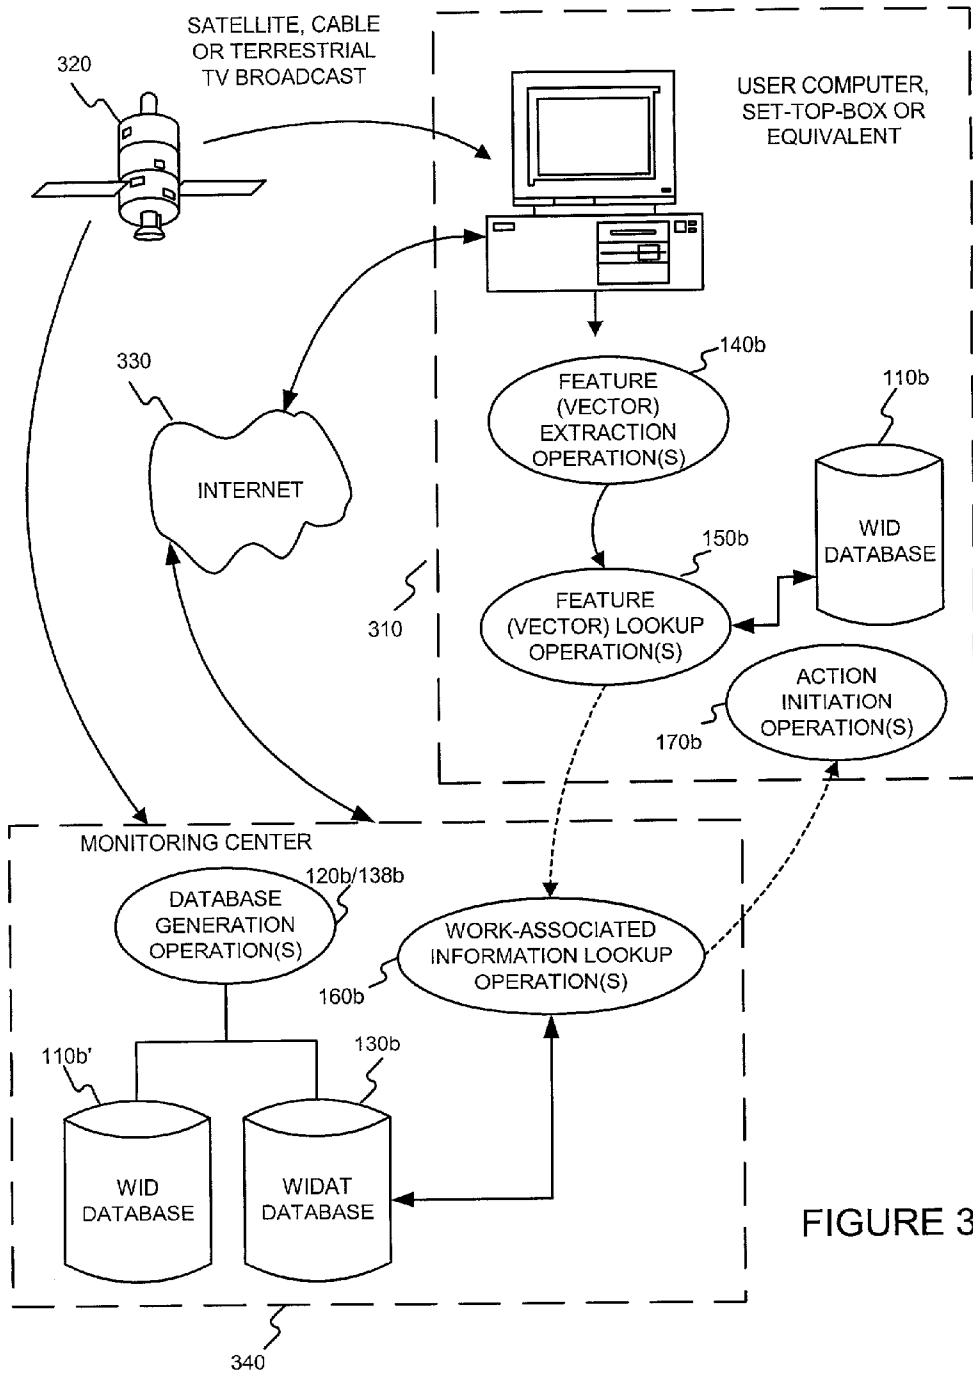 SATELLITE, CABLE
OR TERRESTRIAL
TV BROADCAST
320
USER COMPUTER,
SET-TOP-BOX OR
EQUIVALENT
330
INTERNET
140b
FEATURE
(VECTOR)
EXTRACTION
OPERATION(S)
110b
WID
DATABASE
150b
FEATURE
(VECTOR) LOOKUP
OPERATION(S)
310
ACTION
INITIATION
OPERATION(S)
170b
MONITORING CENTER
120b/138b
DATABASE
GENERATION
OPERATION(S)
WORK-ASSOCIATED
INFORMATION LOOKUP
OPERATION(S)
160b
110b'
130b
WID
DATABASE
WIDAT
DATABASE
FIGURE 3
340